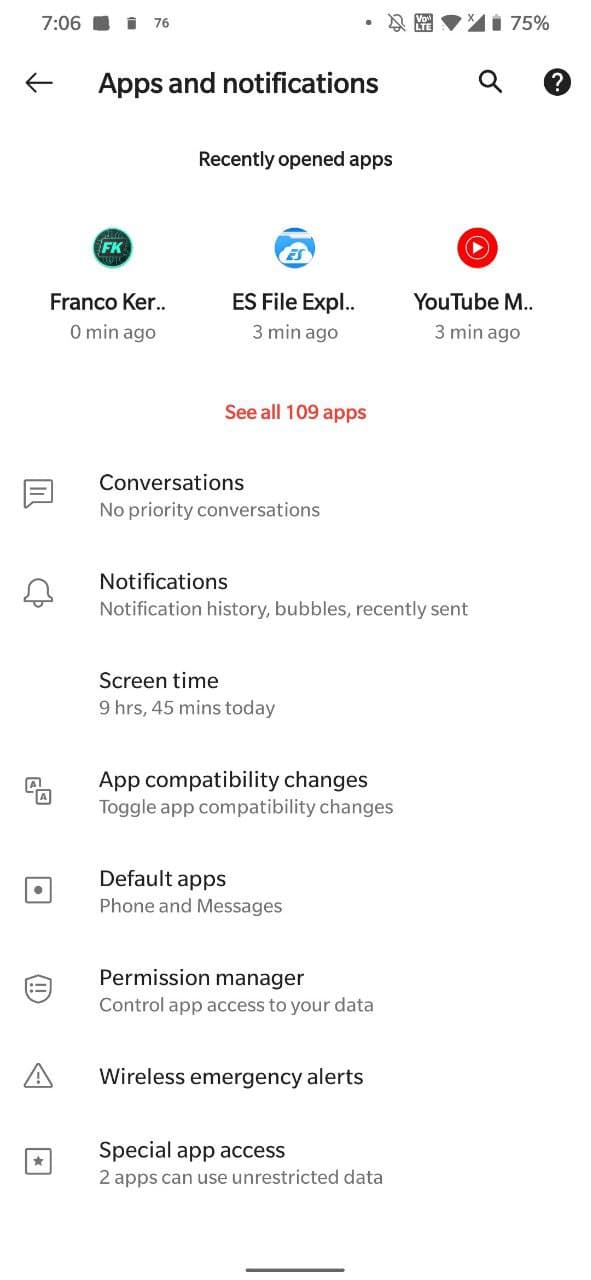 7:06 76 Vo) LTE x 75%
Apps and notifications ?
Recently opened apps
FK ES
Franco Ker.. ES File Expl.. YouTube M..
0 min ago 3 min ago 3 min ago
See all 109 apps
Conversations
No priority conversations
Notifications
Notification history, bubbles, recently sent
Screen time
9 hrs, 45 mins today
A A
App compatibility changes
Toggle app compatibility changes
Default apps
Phone and Messages
Permission manager
Control app access to your data
Wireless emergency alerts
Special app access
2 apps can use unrestricted data